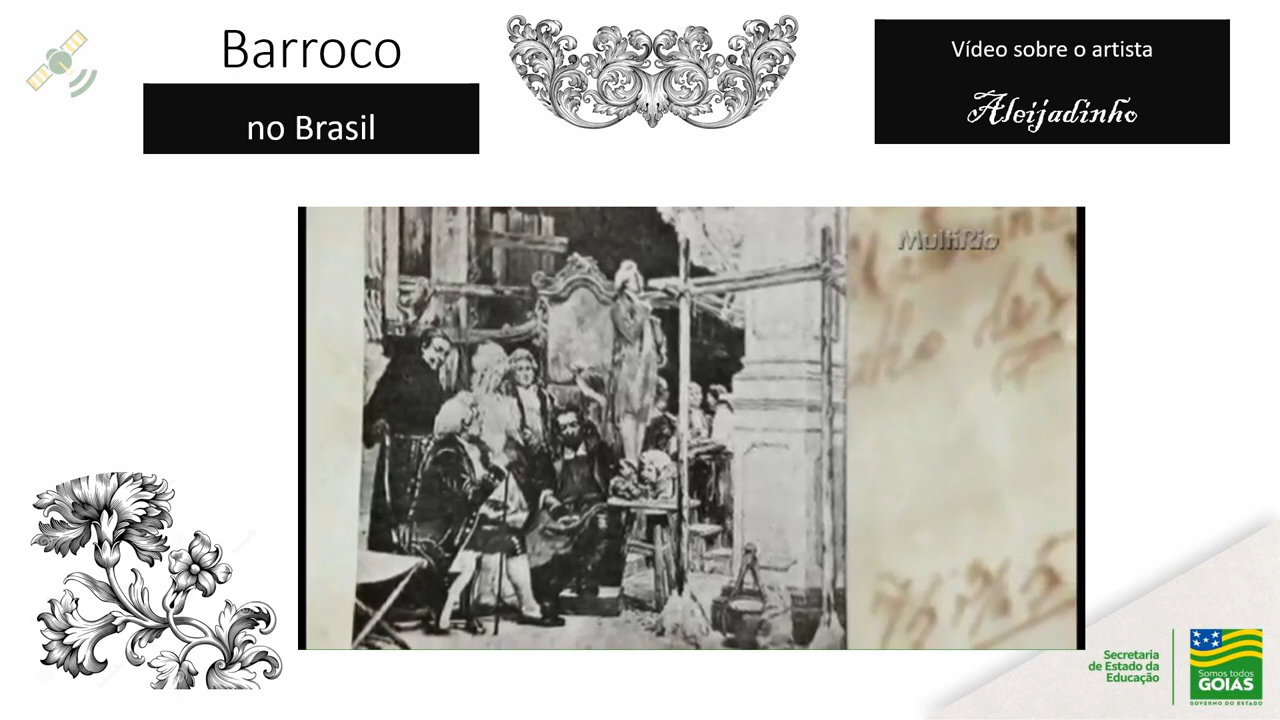 Barroco
no Brasil
Vídeo sobre o artista
Aleijadinho
MultiRio
Secretaria
de Estado da
Educação
Somos todos
GOIÁS
GOVERNO DO ESTADO